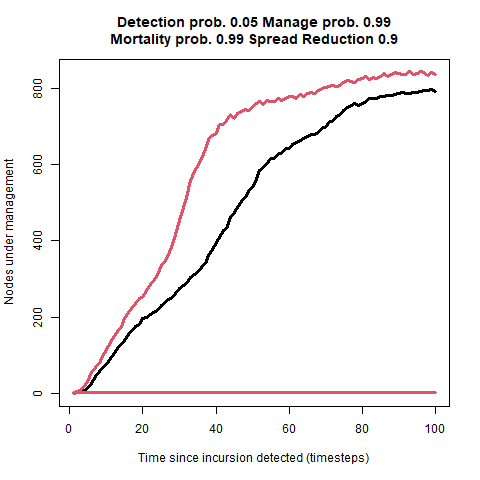 Detection prob. 0.05 Manage prob. 0.99
Mortality prob. 0.99 Spread Reduction 0.9
Nodes under management
800
600
400
200
0
0 20 40 60 80 100
Time since incursion detected (timesteps)